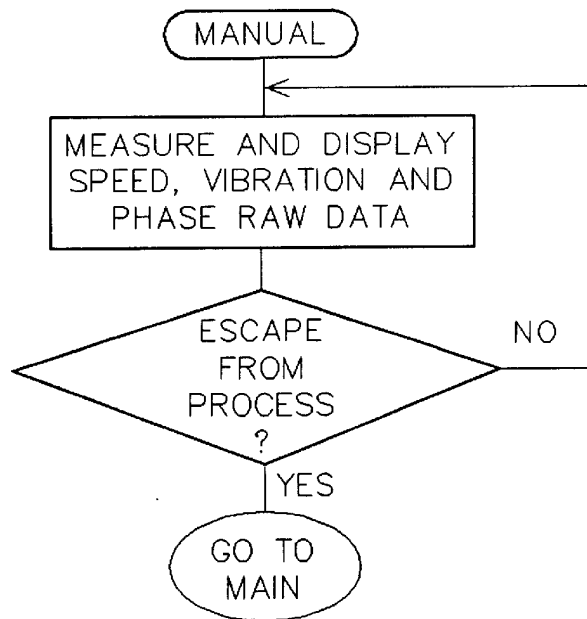 MANUAL
MEASURE AND DISPLAY
SPEED, VIBRATION AND
PHASE RAW DATA
ESCAPE
FROM
PROCESS
?
NO
YES
GO TO
MAIN